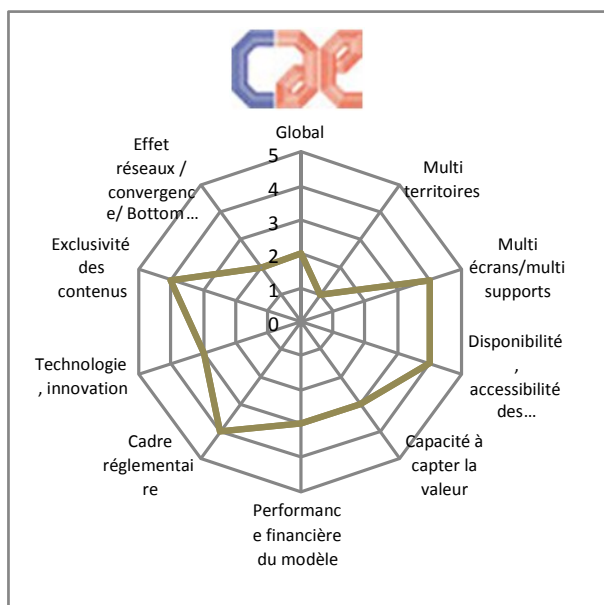 cae
Global
Effet
réseaux /
convergenc
e/ Bottom...
Multi
territoires
Exclusivité
des
contenus
Multi
écrans/multi
supports
5
4
3
2
1
0
Technologie
, innovation
Disponibilité
,
accessibilité
des...
Cadre
réglementai
re
Capacité à
capter la
valeur
Performanc
e financière
du modèle